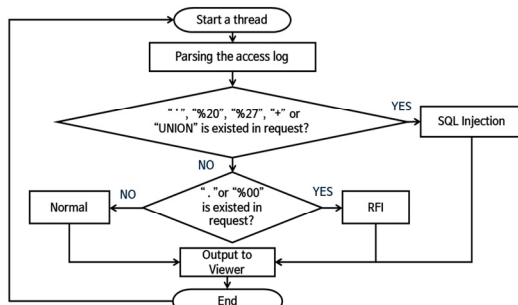 Start a thread
Parsing the access log
" ' ", "%20", "%27", "+" or
"UNION" is existed in request?
YES
SQL Injection
NO
" . "or "%00"
is existed in
request?
NO
YES
Normal
RFI
Output to
Viewer
End